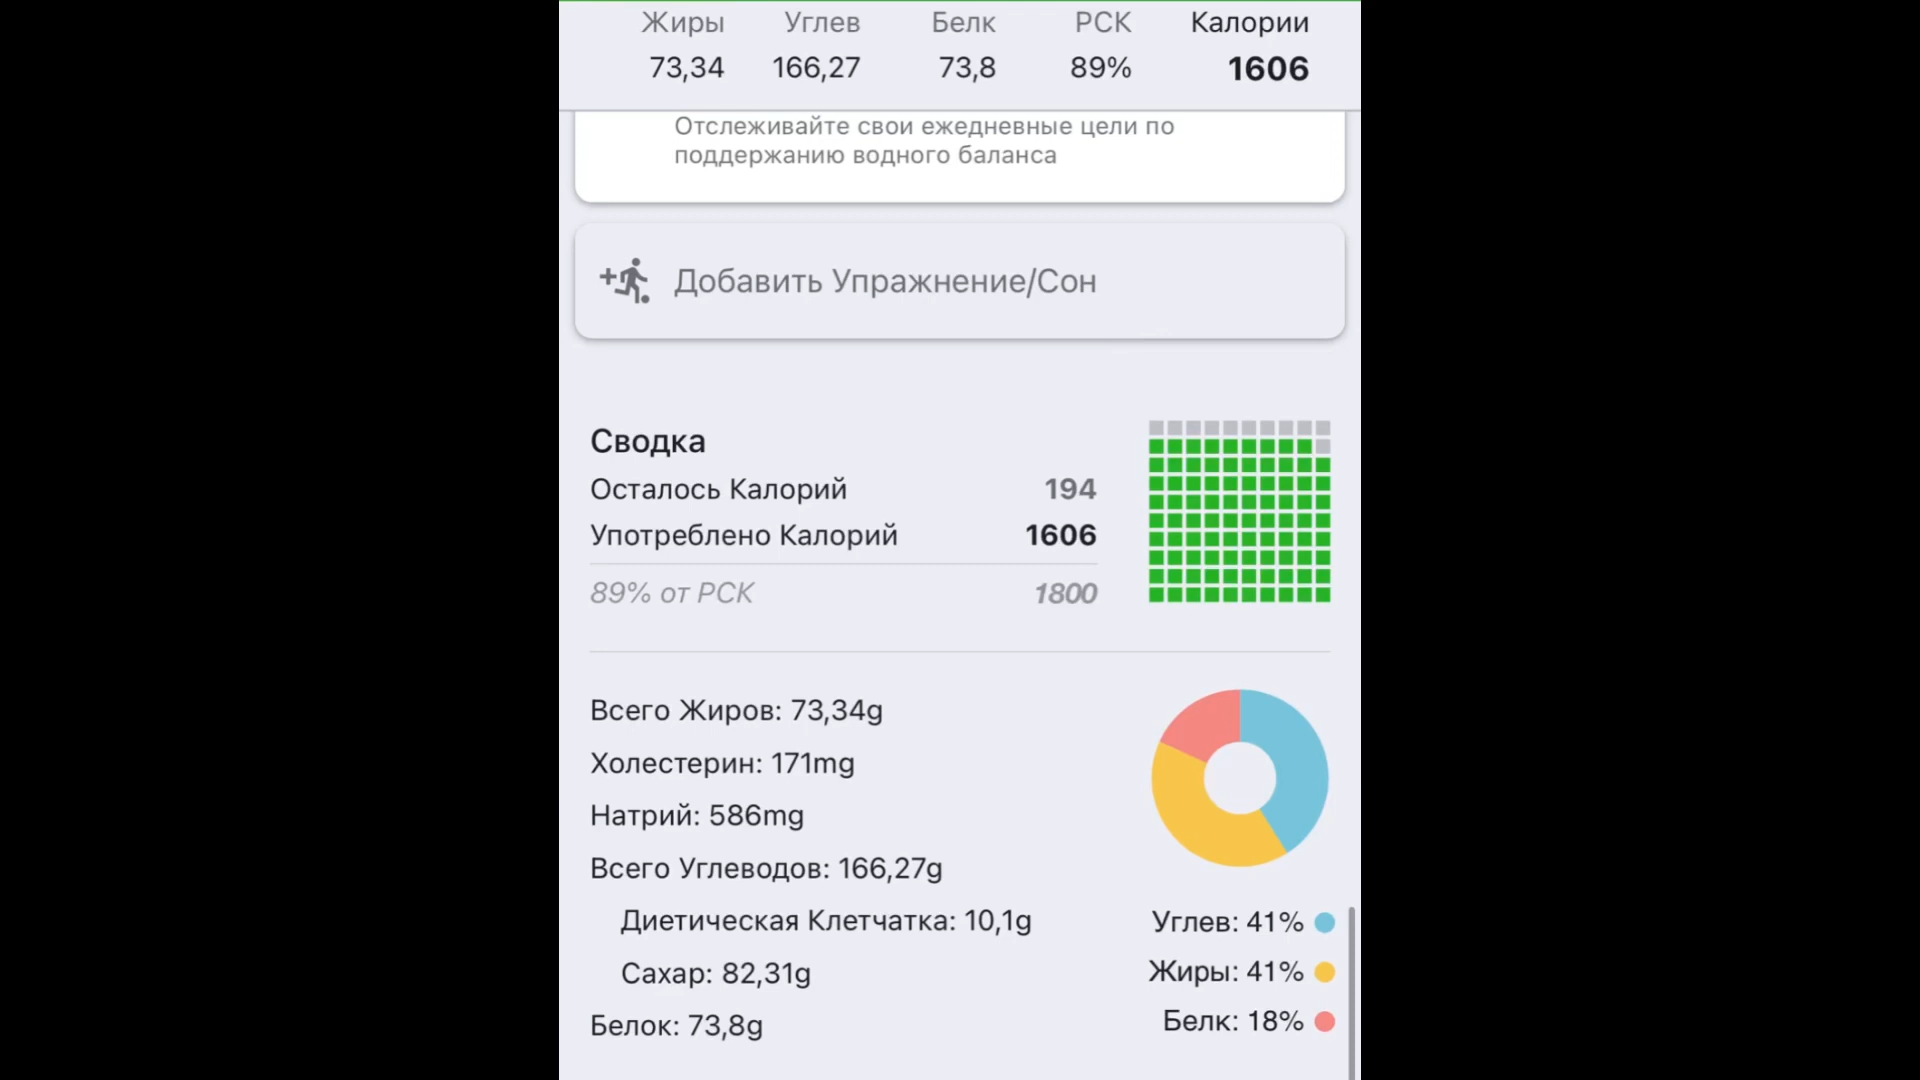 Жиры Углев Белк РСК Калории
73,34 166,27 73,8 89% 1606
Отслеживайте свои ежедневные цели по
поддержанию водного баланса
Добавить Упражнение/Сон
Сводка
Осталось Калорий 194
Употреблено Калорий 1606
89% от РСК 1800
Всего Жиров: 73,34g
Холестерин: 171mg
Натрий: 586mg
Всего Углеводов: 166,27g
Диетическая Клетчатка: 10,1g
Сахар: 82,31g
Белок: 73,8g
Углев: 41%
Жиры: 41%
Белк: 18%